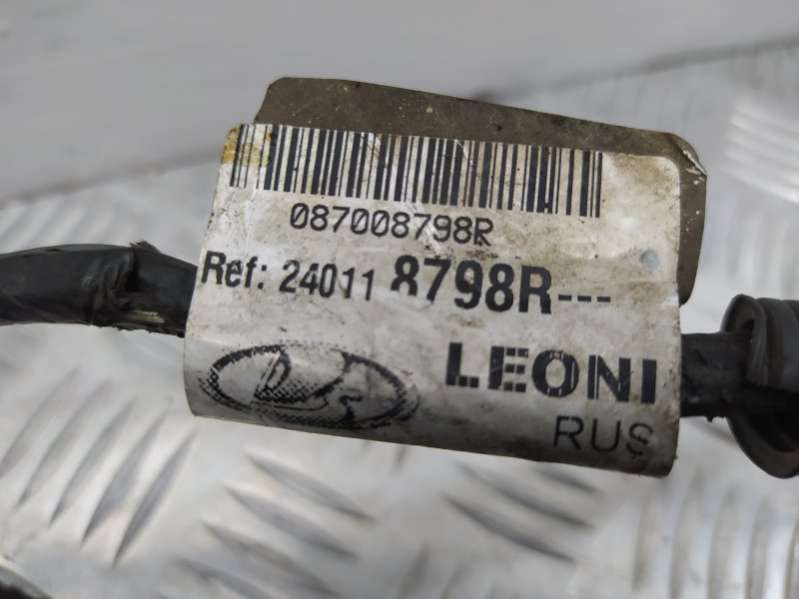 087008798R
Ref: 24011 8798R---
LEONI
RUS